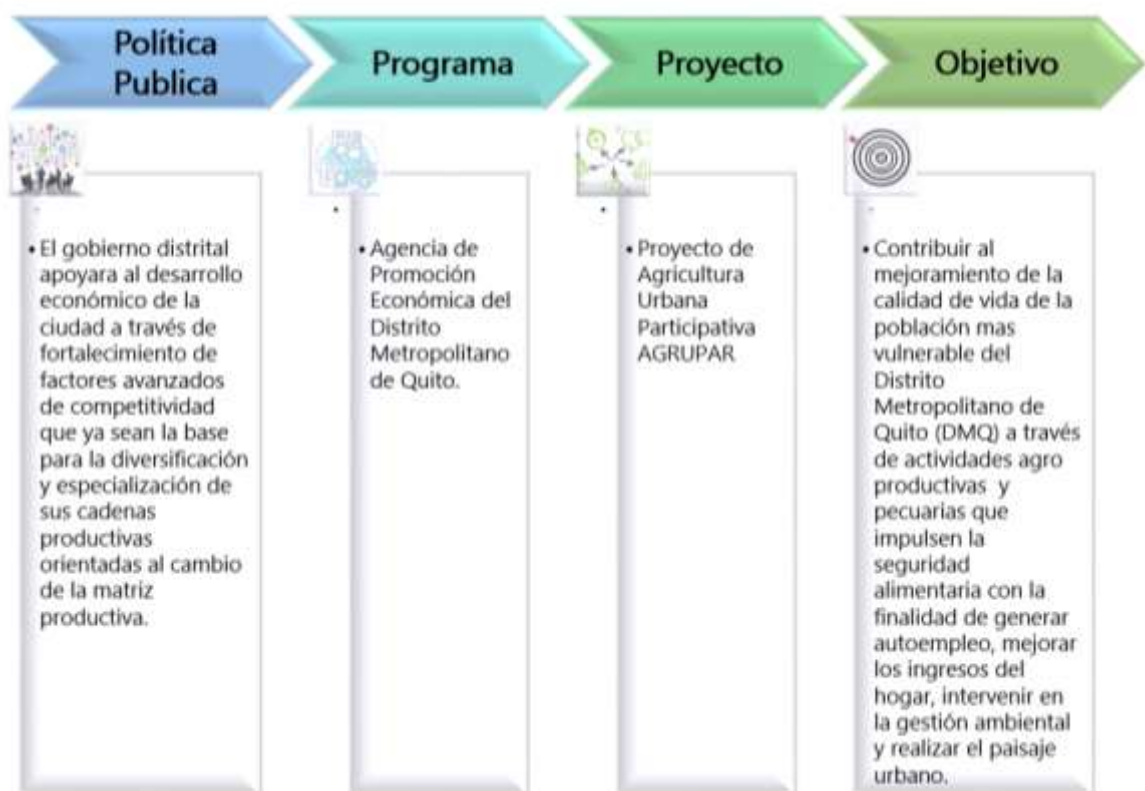 Política
Publica
Programa
Proyecto
Objetivo
• El gobierno distrital
apoyara al desarrollo
económico de la
ciudad a través de
fortalecimiento de
factores avanzados
de competitividad
que ya sean la base
para la diversificación
y especialización de
sus cadenas
productivas
orientadas al cambio
de la matriz
productiva.
• Agencia de
Promoción
Económica del
Distrito
Metropolitano
de Quito.
• Proyecto de
Agricultura
Urbana
Participativa
AGRUPAR
• Contribuir al
mejoramiento de la
calidad de vida de la
población mas
vulnerable del
Distrito
Metropolitano de
Quito (DMQ) a través
de actividades agro
productivas y
pecuarias que
impulsen la
seguridad
alimentaria con la
finalidad de generar
autoempleo, mejorar
los ingresos del
hogar, intervenir en
la gestión ambiental
y realizar el paisaje
urbano.